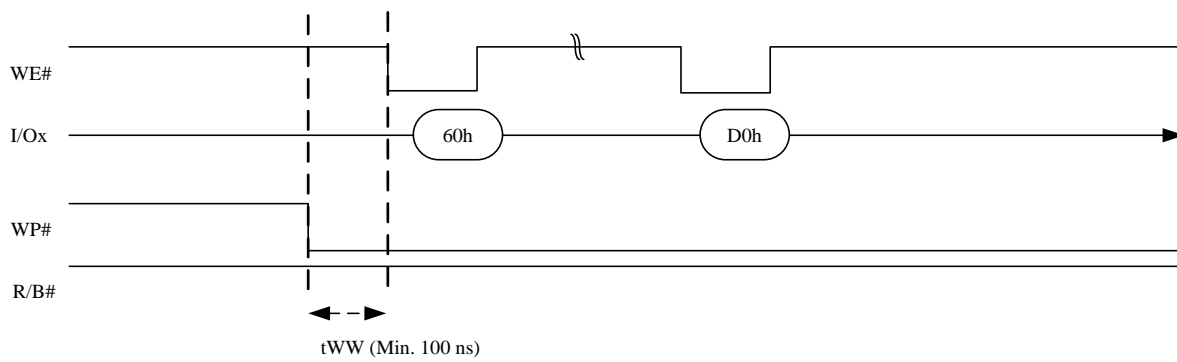 WE#
I/Ox
60h
D0h
WP#
R/B#
tWW (Min. 100 ns)